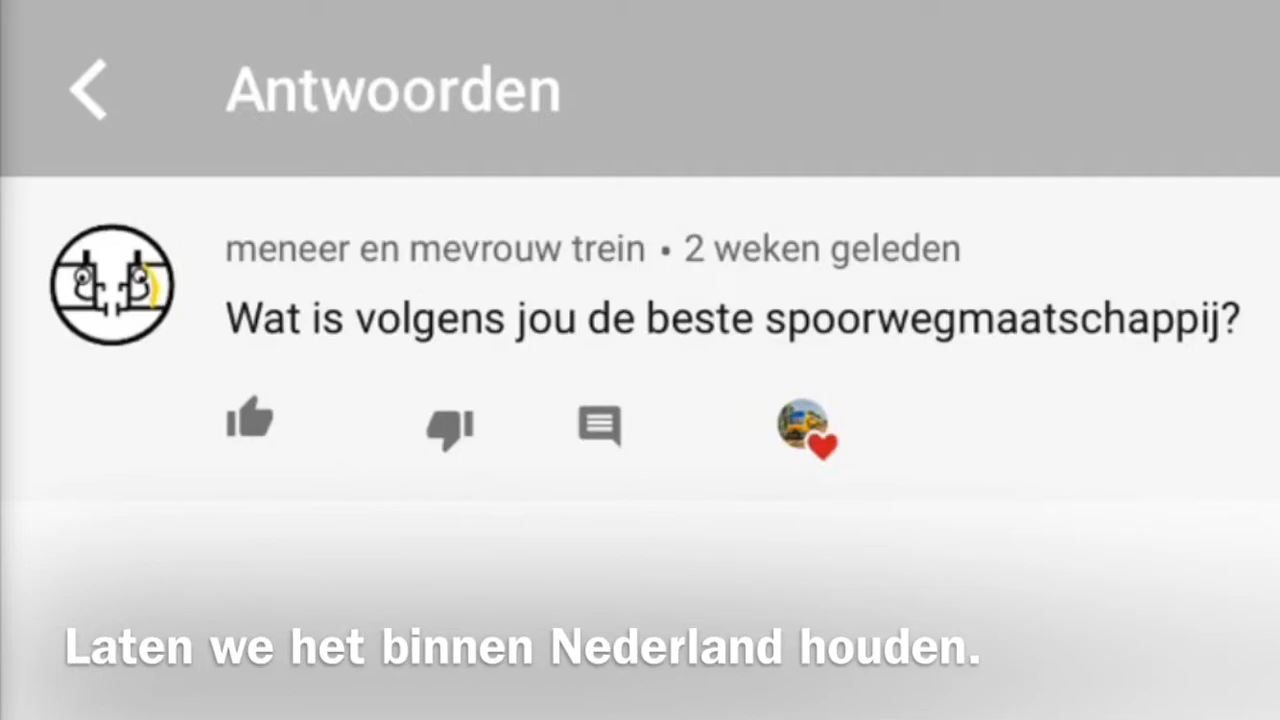 Antwoorden
meneer en mevrouw trein • 2 weken geleden
Wat is volgens jou de beste spoorwegmaatschappij?
Laten we het binnen Nederland houden.